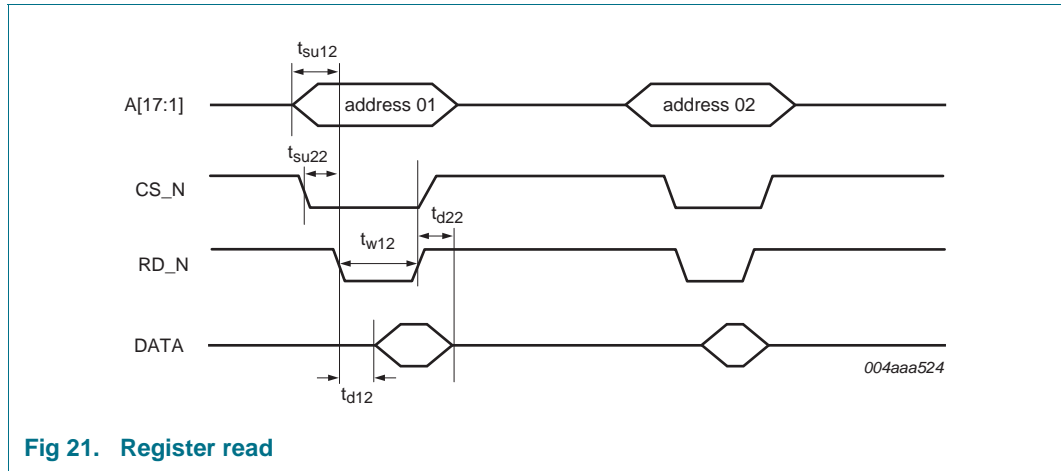 tsu12
A[17:1]
address 01
address 02
tsu22
CS_N
td22
tw12
RD_N
DATA
004aaa524
td12
Fig 21. Register read